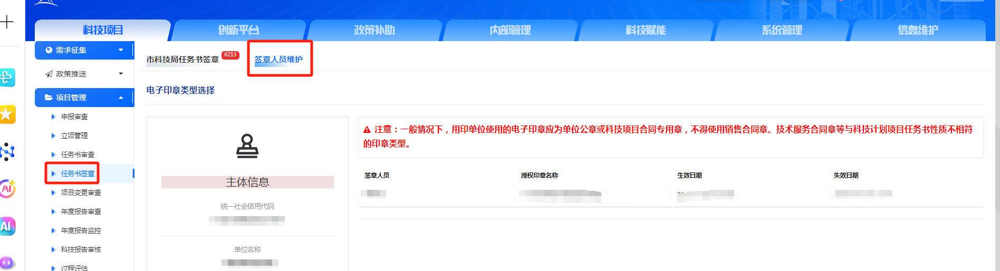 科技项目
创新平台
政策补助
内部管理
科技赋能
系统管理
信息维护
需求征集
政策推送
项目管理
申报审查
立项管理
任务书审查
任务书签章
项目变更审查
年度报告审查
年度报告监控
科技报告审核
过程评估
市科技局任务书签章 6213
签章人员维护
电子印章类型选择
主体信息
统一社会信用代码
单位名称
注意：一般情况下，用印单位使用的电子印章应为单位公章或科技项目合同专用章，不得使用销售合同章、技术服务合同章等与科技计划项目任务书性质不相符
的印章类型。
签章人员 授权印章名称 生效日期 失效日期
AI
AI